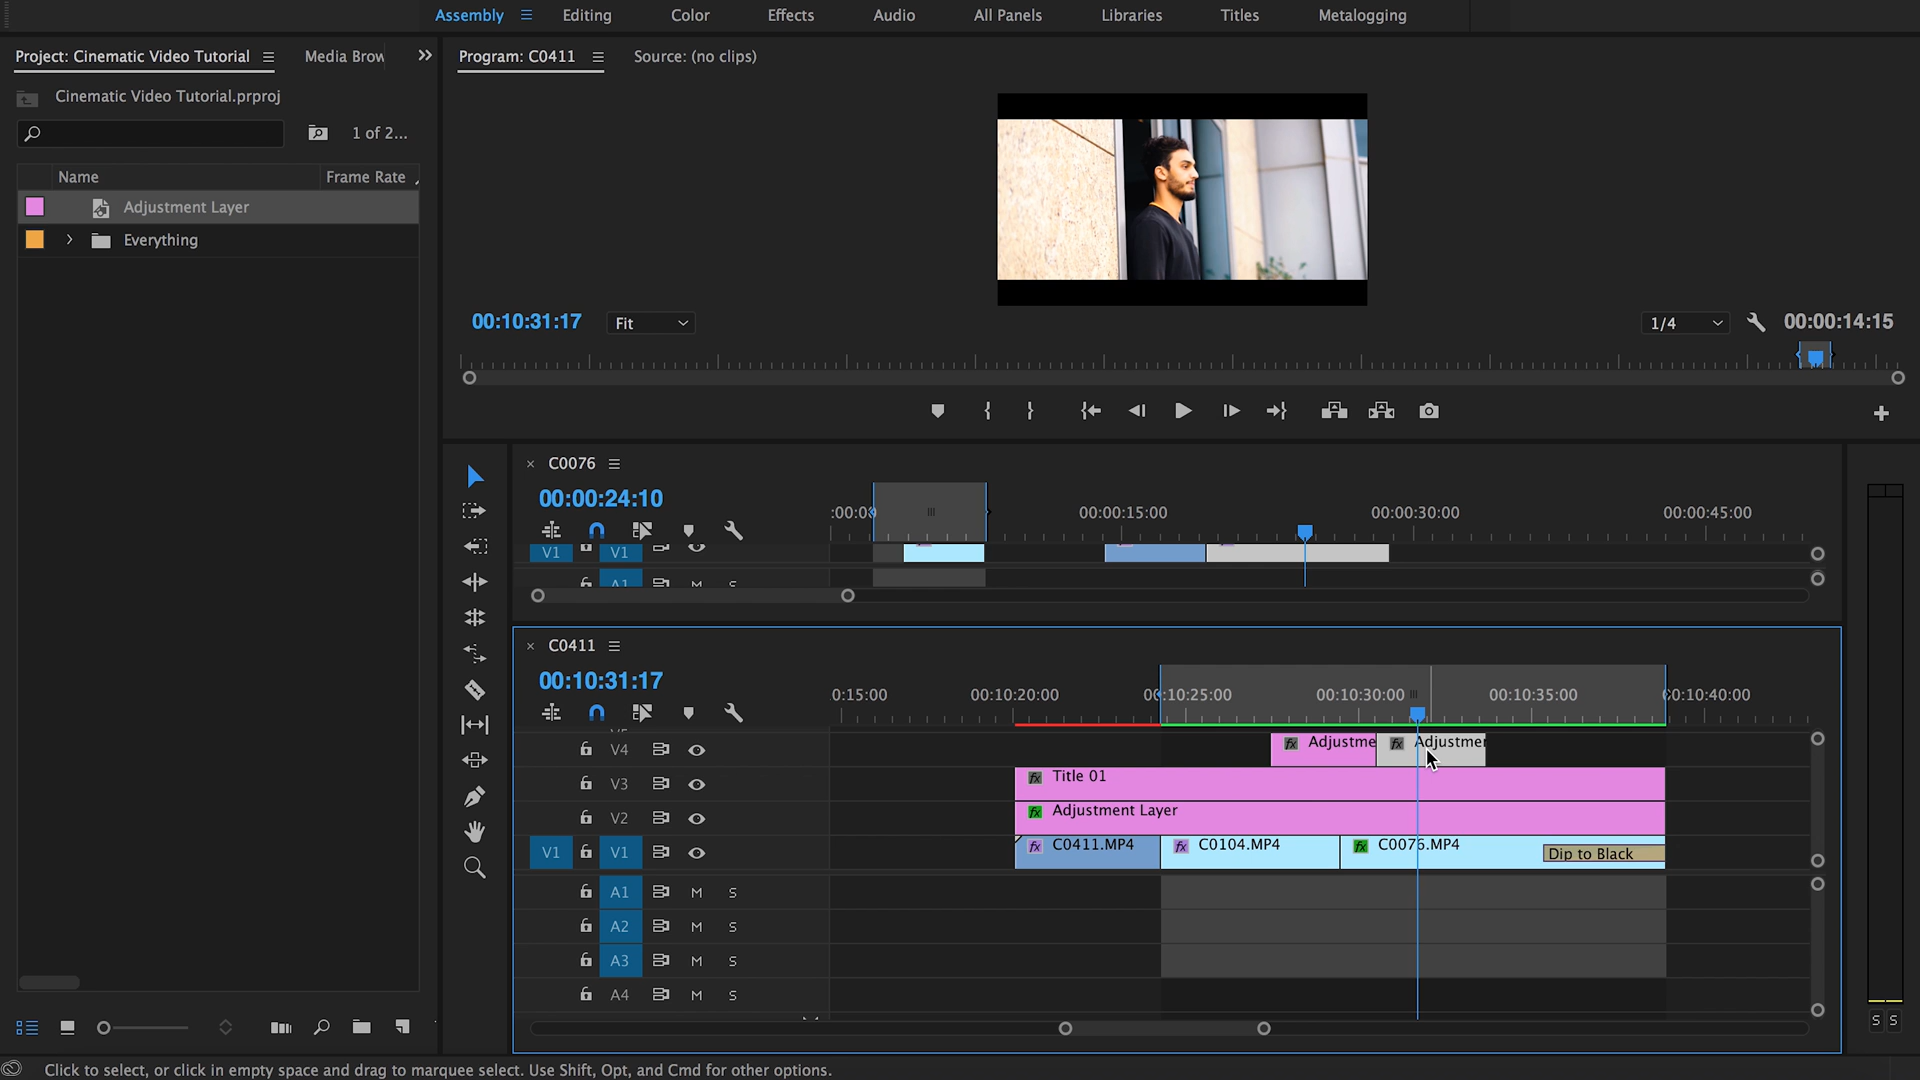 Assembly Editing Color Effects Audio All Panels Libraries Titles Metalogging
Project: Cinematic Video Tutorial Media Brow
Program: C0411 Source: (no clips)
Cinematic Video Tutorial.prproj
1 of 2...
Name Frame Rate
Adjustment Layer
Everything
00:10:31:17 Fit 1/4 00:00:14:15
C0076
00:00:24:10
:00:00 00:00:15:00 00:00:30:00 00:00:45:00
V1 V1
A1 M S
C0411
00:10:31:17
0:15:00 00:10:20:00 00:10:25:00 00:10:30:00 00:10:35:00 0:10:40:00
V4 fx Adjustme fx Adjustmer
V3 fx Title 01
V2 fx Adjustment Layer
V1 V1 fx C0411.MP4 fx C0104.MP4 fx C0076.MP4 Dip to Black
A1 M S
A2 M S
A3 M S
A4 M S
S S
Click to select, or click in empty space and drag to marquee select. Use Shift, Opt, and Cmd for other options.